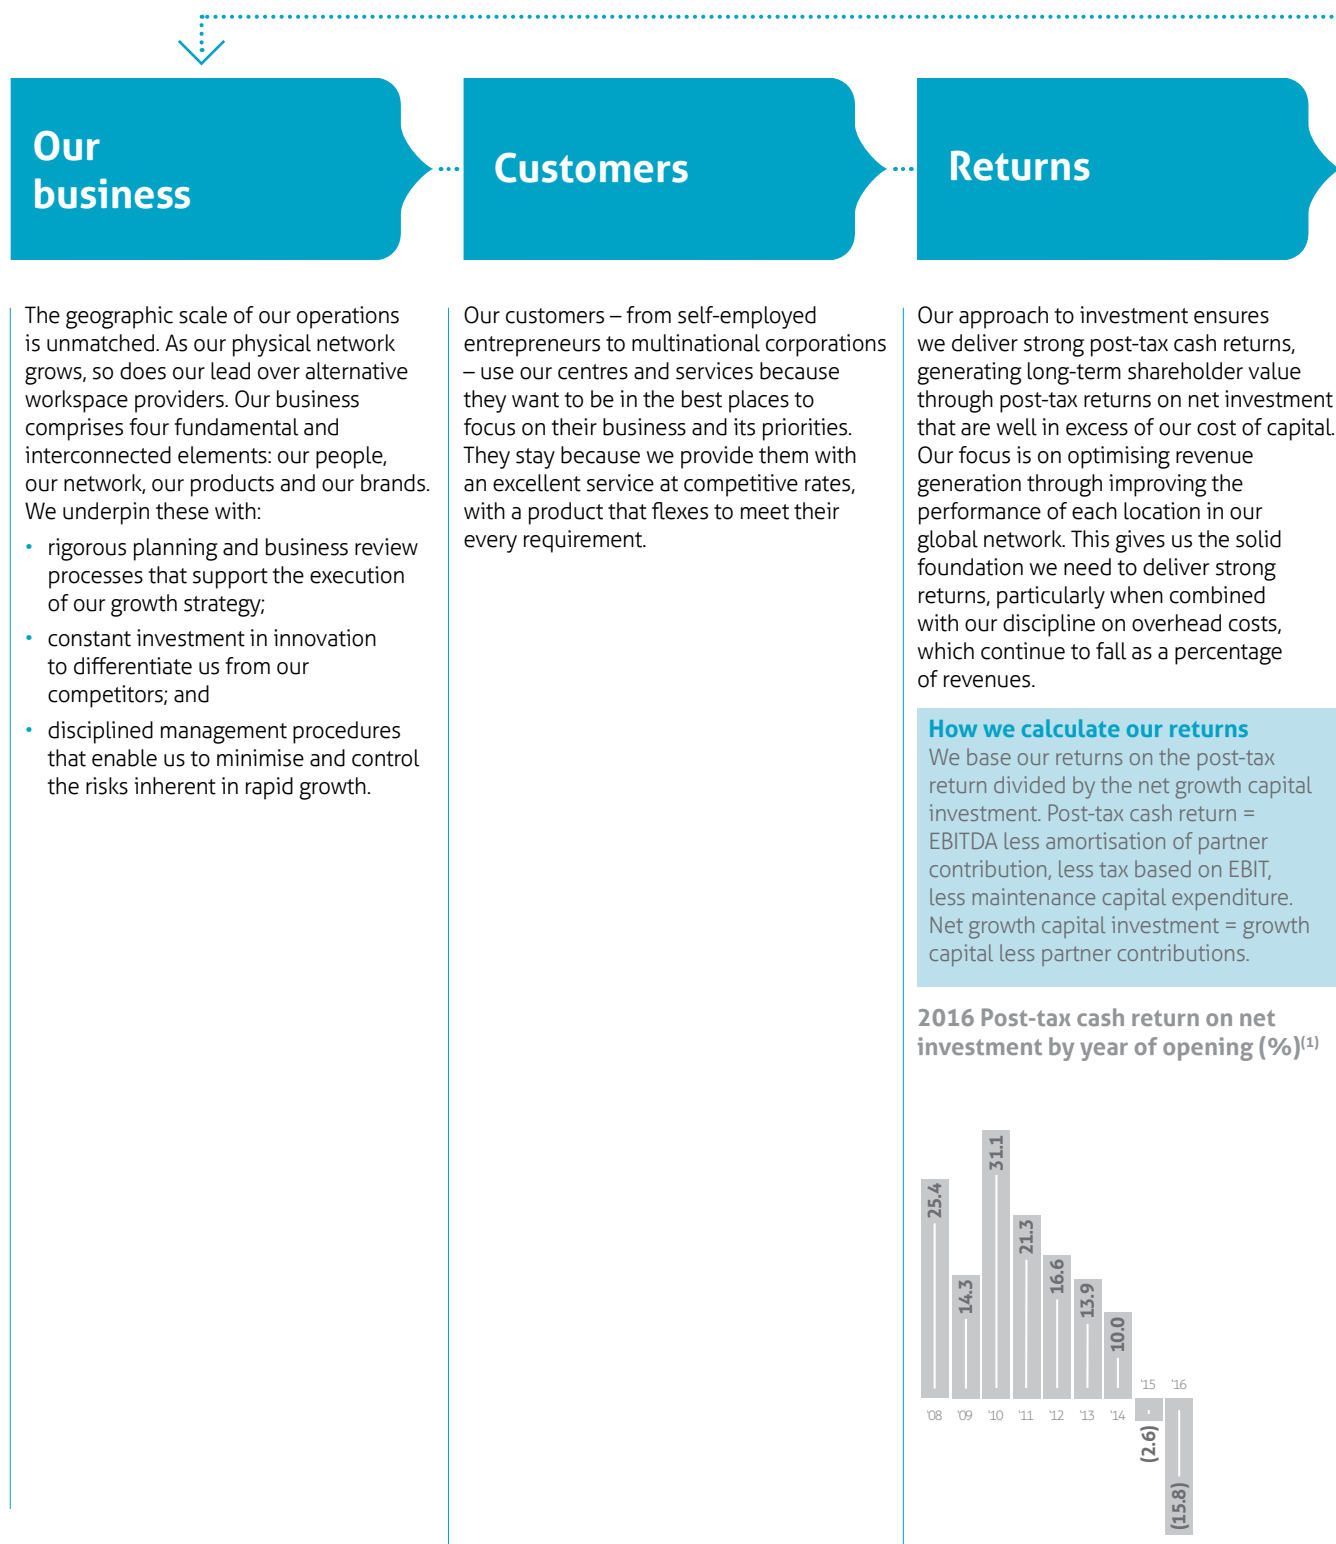 Our
business
Customers
Returns
The geographic scale of our operations
is unmatched. As our physical network
grows, so does our lead over alternative
workspace providers. Our business
comprises four fundamental and
interconnected elements: our people,
our network, our products and our brands.
We underpin these with:
• rigorous planning and business review
processes that support the execution
of our growth strategy;
• constant investment in innovation
to differentiate us from our
competitors; and
• disciplined management procedures
that enable us to minimise and control
the risks inherent in rapid growth.
Our customers – from self-employed
entrepreneurs to multinational corporations
– use our centres and services because
they want to be in the best places to
focus on their business and its priorities.
They stay because we provide them with
an excellent service at competitive rates,
with a product that flexes to meet their
every requirement.
Our approach to investment ensures
we deliver strong post-tax cash returns,
generating long-term shareholder value
through post-tax returns on net investment
that are well in excess of our cost of capital.
Our focus is on optimising revenue
generation through improving the
performance of each location in our
global network. This gives us the solid
foundation we need to deliver strong
returns, particularly when combined
with our discipline on overhead costs,
which continue to fall as a percentage
of revenues.
How we calculate our returns
We base our returns on the post-tax
return divided by the net growth capital
investment. Post-tax cash return =
EBITDA less amortisation of partner
contribution, less tax based on EBIT,
less maintenance capital expenditure.
Net growth capital investment = growth
capital less partner contributions.
2016 Post-tax cash return on net
investment by year of opening (%)(1)
25.4
14.3
31.1
21.3
16.6
13.9
10.0
(2.6)
(15.8)
'08 '09 '10 '11 '12 '13 '14 '15 '16